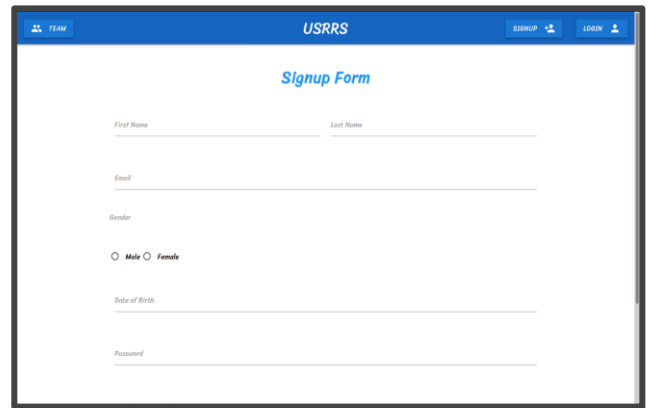 TEAM USRRS SIGNUP LOGIN
SIgnup Form
First Name Last Name
Email
Gender
Male Female
Date of Birth
Password